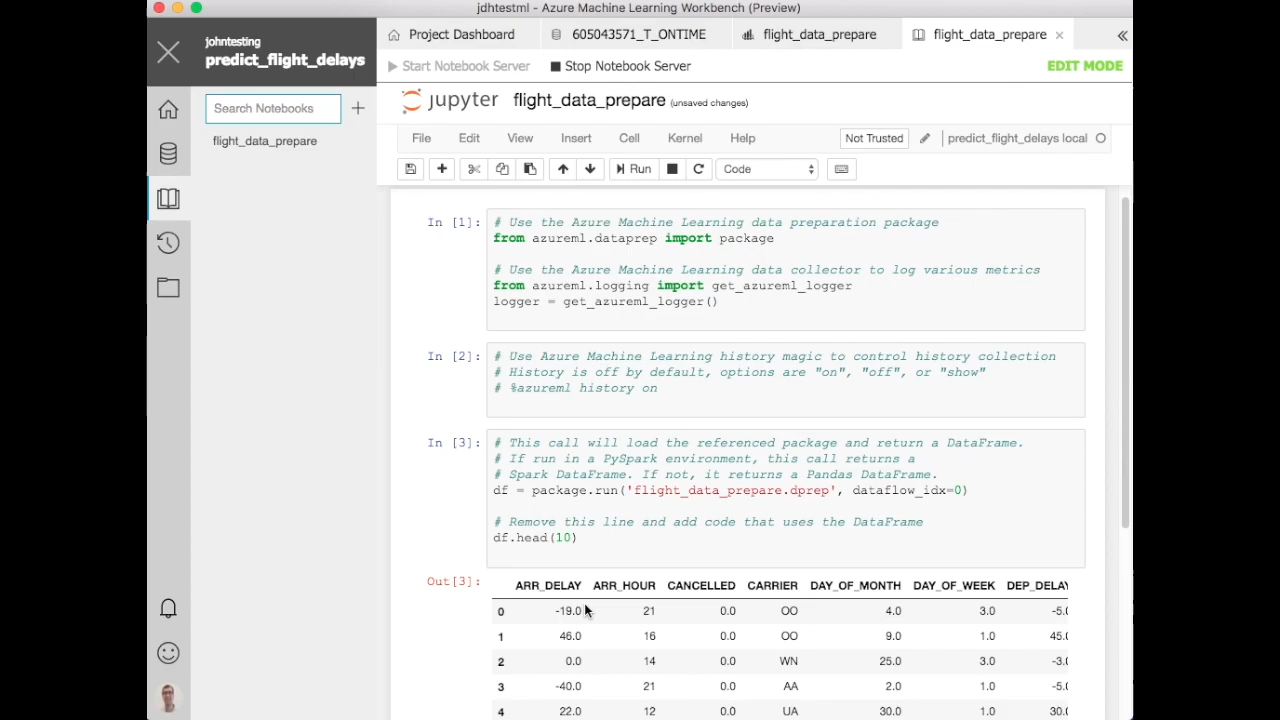 jdhtestml - Azure Machine Learning Workbench (Preview)
johntesting
predict_flight_delays
Project Dashboard
605043571_T_ONTIME
flight_data_prepare
flight_data_prepare ×
«
Start Notebook Server
Stop Notebook Server
EDIT MODE
Search Notebooks
+
flight_data_prepare
jupyter flight_data_prepare (unsaved changes)
File Edit View Insert Cell Kernel Help
Not Trusted
predict_flight_delays local
Run
Code
In [1]:
# Use the Azure Machine Learning data preparation package
from azureml.dataprep import package
# Use the Azure Machine Learning data collector to log various metrics
from azureml.logging import get_azureml_logger
logger = get_azureml_logger()
In [2]:
# Use Azure Machine Learning history magic to control history collection
# History is off by default, options are "on", "off", or "show"
# %azureml history on
In [3]:
# This call will load the referenced package and return a DataFrame.
# If run in a PySpark environment, this call returns a
# Spark DataFrame. If not, it returns a Pandas DataFrame.
df = package.run('flight_data_prepare.dprep', dataflow_idx=0)
# Remove this line and add code that uses the DataFrame
df.head(10)
Out[3]:
ARR_DELAY ARR_HOUR CANCELLED CARRIER DAY_OF_MONTH DAY_OF_WEEK DEP_DELAY
0 -19.0 21 0.0 OO 4.0 3.0 -5.0
1 46.0 16 0.0 OO 9.0 1.0 45.0
2 0.0 14 0.0 WN 25.0 3.0 -3.0
3 -40.0 21 0.0 AA 2.0 1.0 -5.0
4 22.0 12 0.0 UA 30.0 1.0 30.0